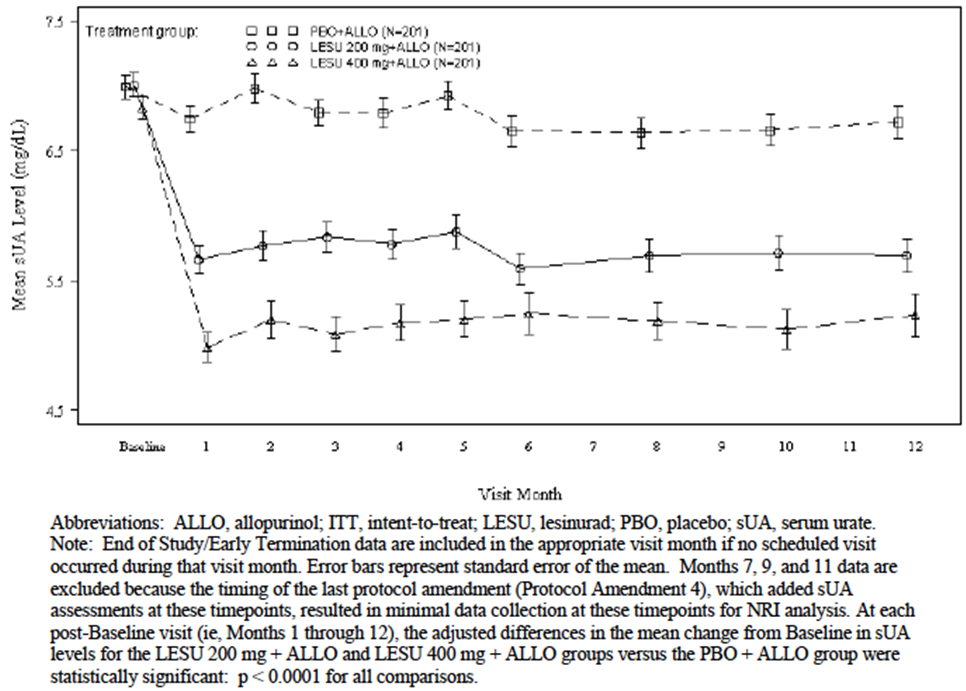 7.5
Treatment group:
PBO+ALLO (N=201)
LESU 200 mg+ALLO (N=201)
LESU 400 mg+ALLO (N=201)
6.5
5.5
4.5
Mean sUA Level (mg/dL)
Baseline 1 2 3 4 5 6 7 8 9 10 11 12
Visit Month
Abbreviations: ALLO, allopurinol; ITT, intent-to-treat; LESU, lesinurad; PBO, placebo; sUA, serum urate.
Note: End of Study/Early Termination data are included in the appropriate visit month if no scheduled visit
occurred during that visit month. Error bars represent standard error of the mean. Months 7, 9, and 11 data are
excluded because the timing of the last protocol amendment (Protocol Amendment 4), which added sUA
assessments at these timepoints, resulted in minimal data collection at these timepoints for NRI analysis. At each
post-Baseline visit (ie, Months 1 through 12), the adjusted differences in the mean change from Baseline in sUA
levels for the LESU 200 mg + ALLO and LESU 400 mg + ALLO groups versus the PBO + ALLO group were
statistically significant: p < 0.0001 for all comparisons.